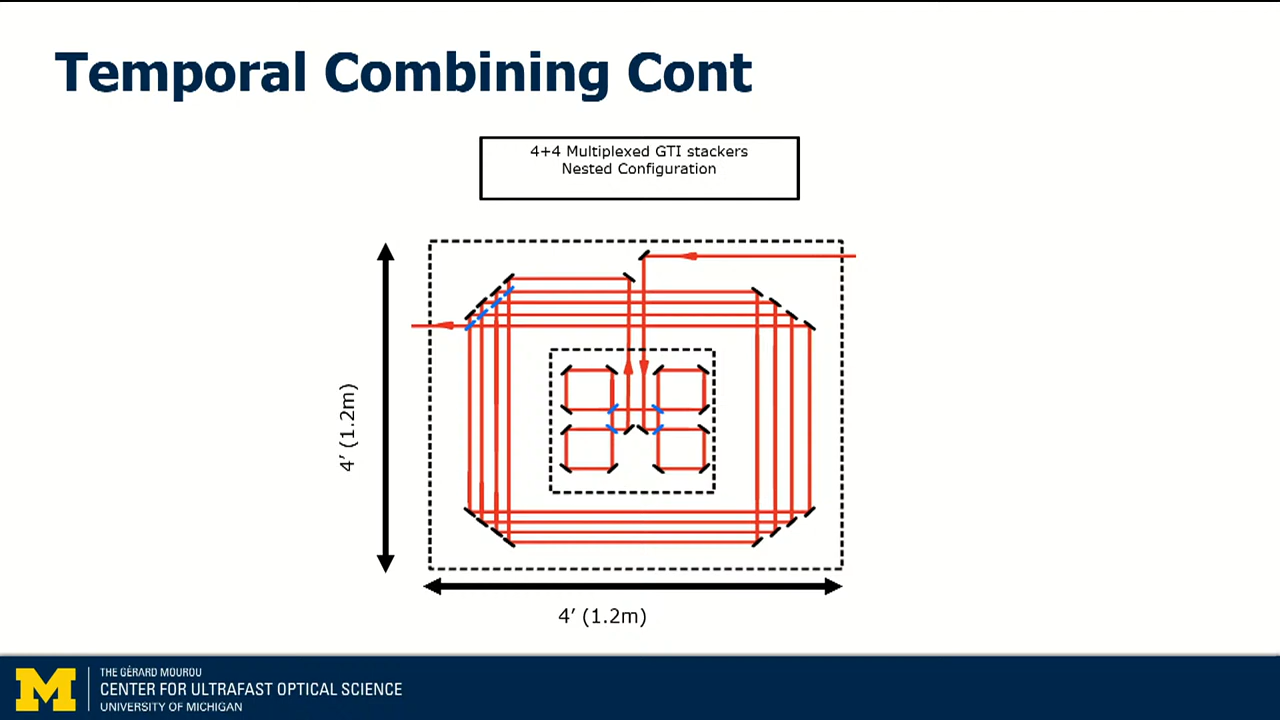 Temporal Combining Cont
4+4 Multiplexed GTI stackers
Nested Configuration
4’ (1.2m)
4’ (1.2m)
M
THE GÉRARD MOUROU
CENTER FOR ULTRAFAST OPTICAL SCIENCE
UNIVERSITY OF MICHIGAN